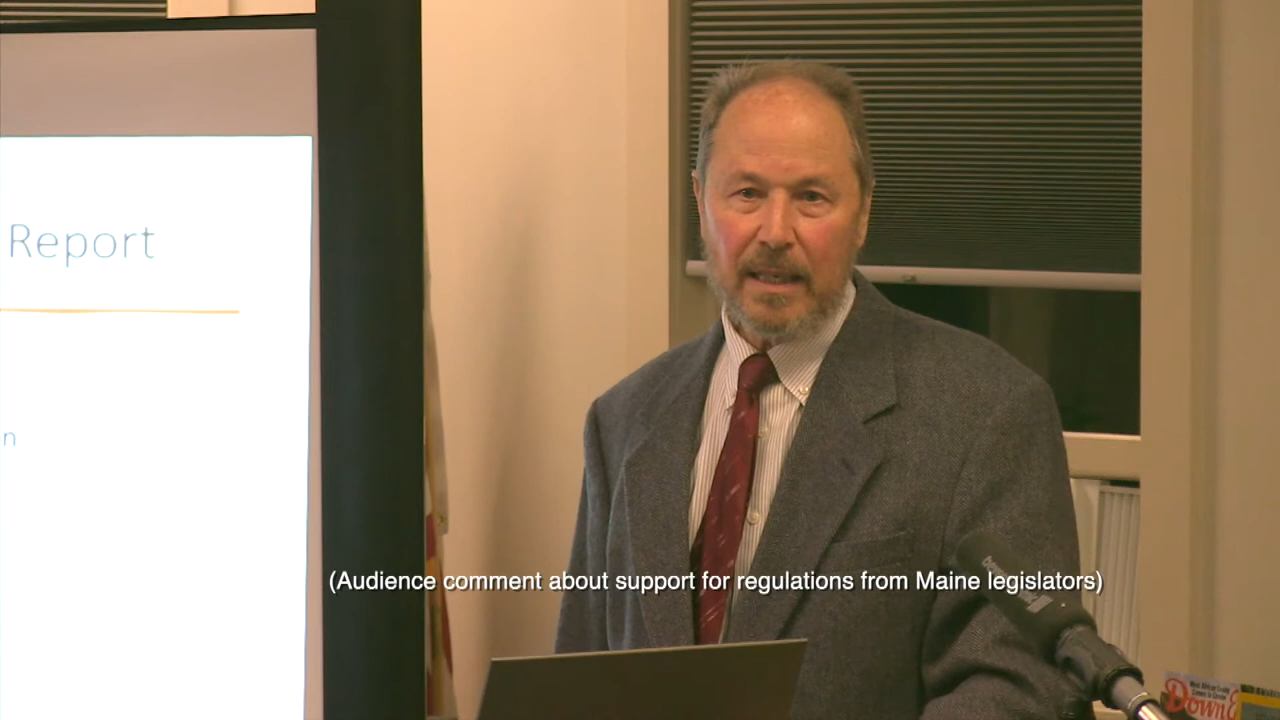 Report
n
(Audience comment about support for regulations from Maine legislators)
Down